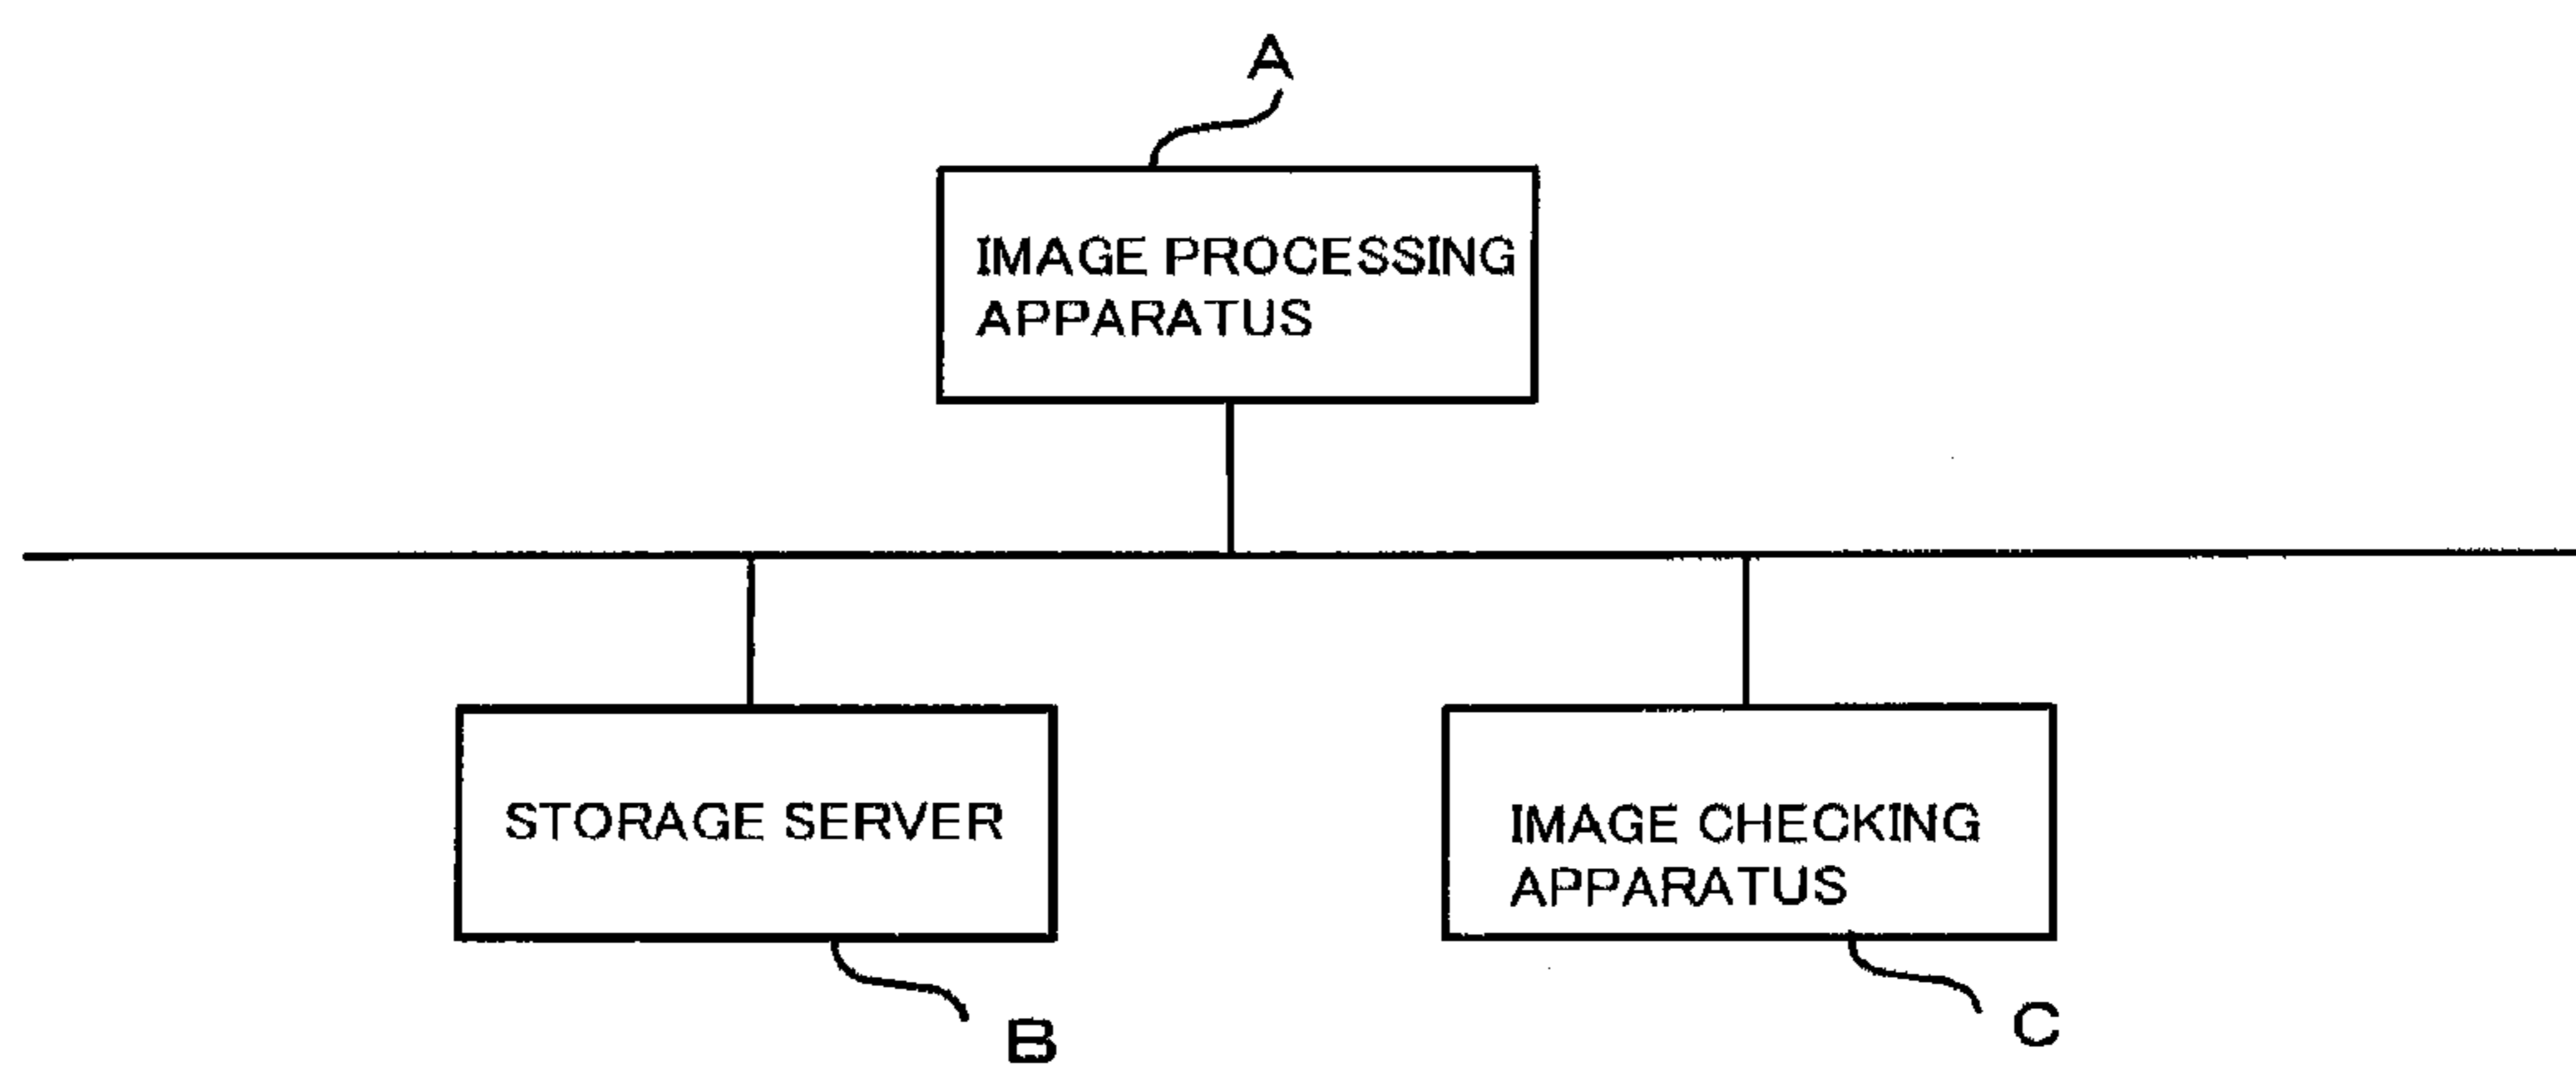 A
IMAGE PROCESSING
APPARATUS
STORAGE SERVER
B
IMAGE CHECKING
APPARATUS
C